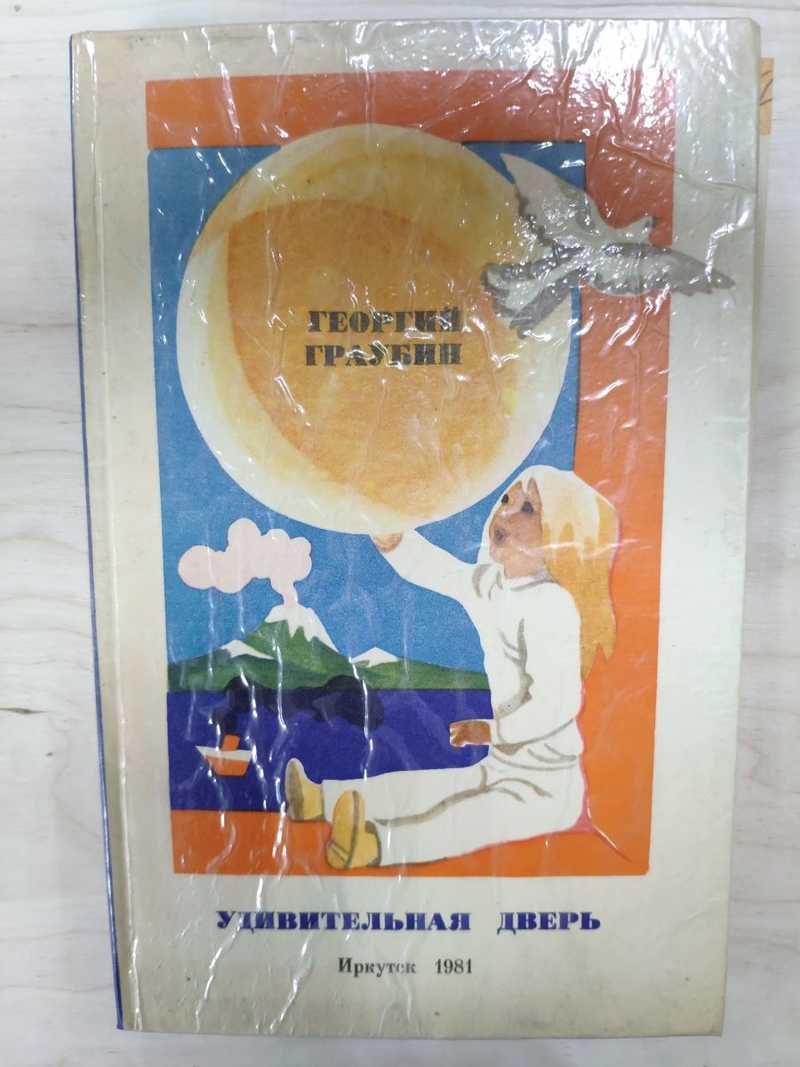 ГЕОРГИЙ
ГРАУБИН
УДИВИТЕЛЬНАЯ ДВЕРЬ
Иркутск 1981